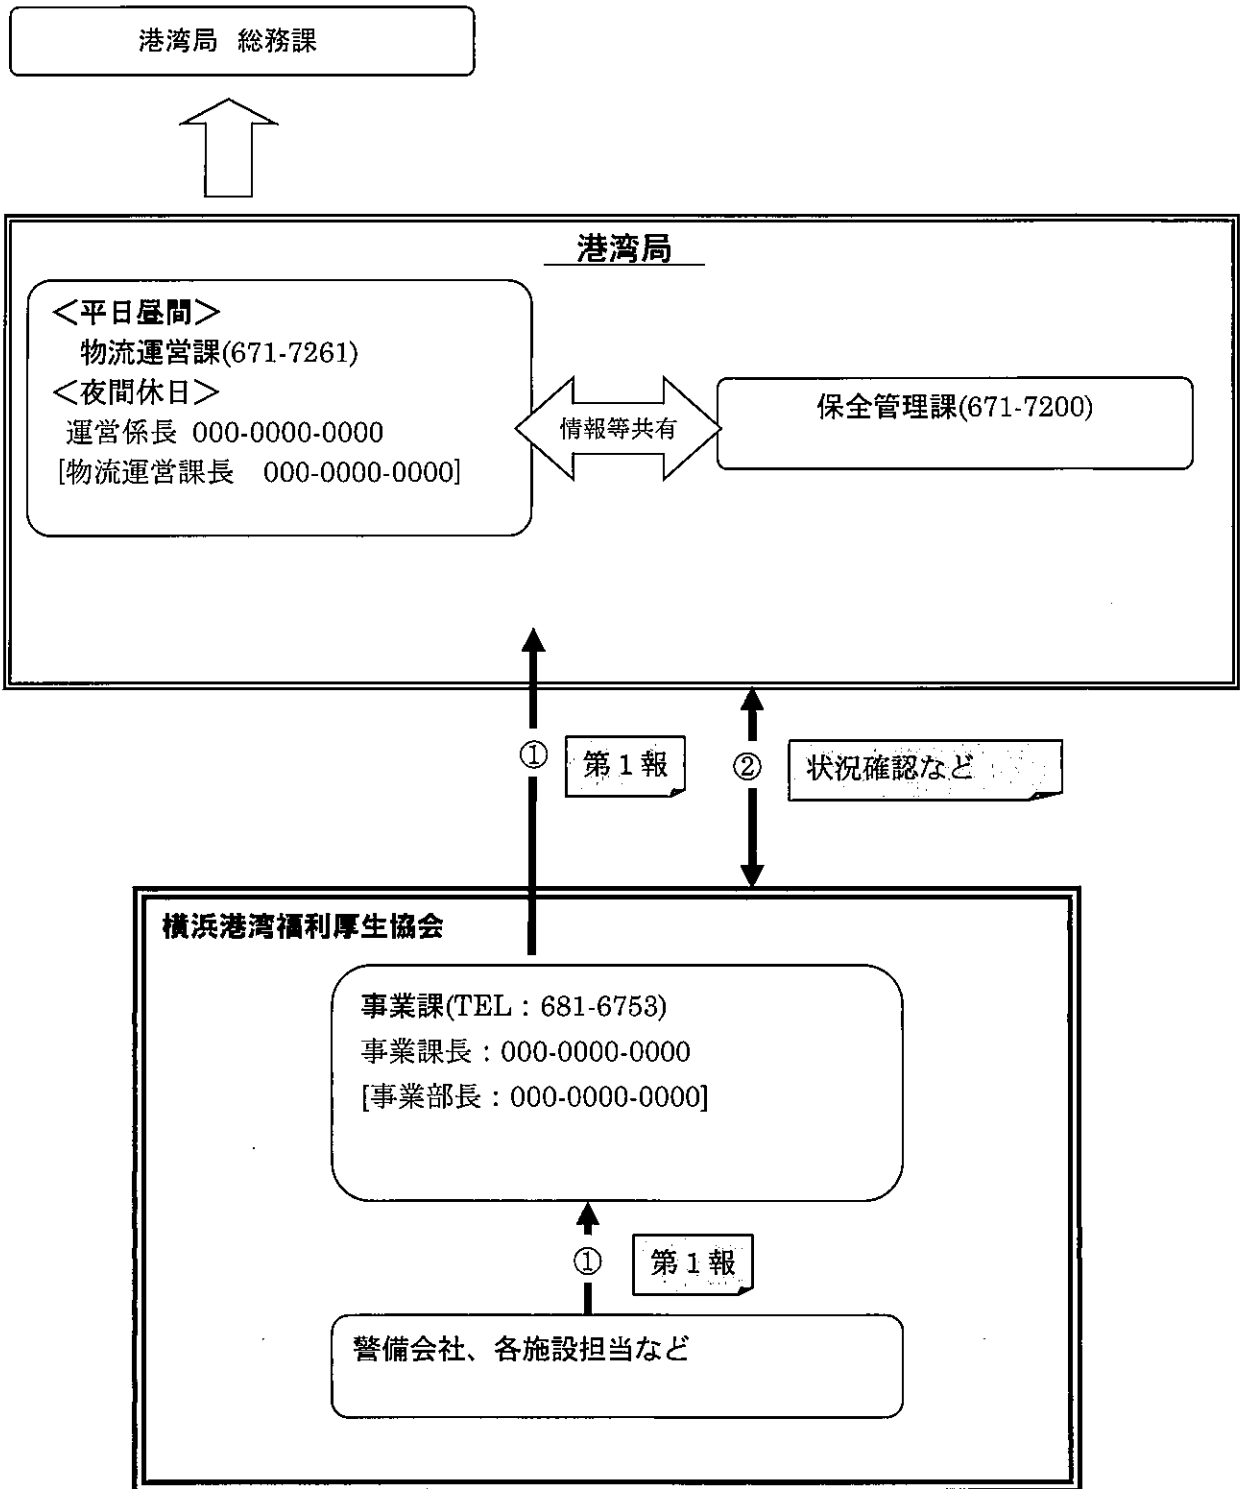 港湾局 総務課
港湾局
＜平日昼間＞
物流運営課(671-7261)
＜夜間休日＞
運営係長 000-0000-0000
[物流運営課長 000-0000-0000]
情報等共有
保全管理課(671-7200)
① 第1報
② 状況確認など
横浜港湾福利厚生協会
事業課(TEL：681-6753)
事業課長：000-0000-0000
[事業部長：000-0000-0000]
① 第1報
警備会社、各施設担当など